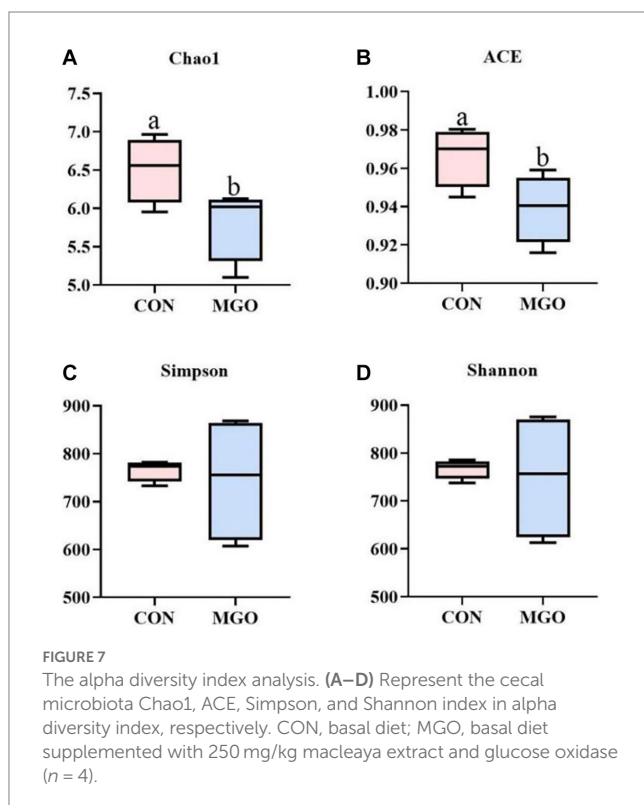 A Chao1
7.5
7.0
6.5
6.0
5.5
5.0
a
b
CON MGO
B ACE
1.00
0.98
0.96
0.94
0.92
0.90
a
b
CON MGO
C Simpson
900
800
700
600
500
CON MGO
D Shannon
900
800
700
600
500
CON MGO
FIGURE 7
The alpha diversity index analysis. (A–D) Represent the cecal
microbiota Chao1, ACE, Simpson, and Shannon index in alpha
diversity index, respectively. CON, basal diet; MGO, basal diet
supplemented with 250 mg/kg macleaya extract and glucose oxidase
(n = 4).